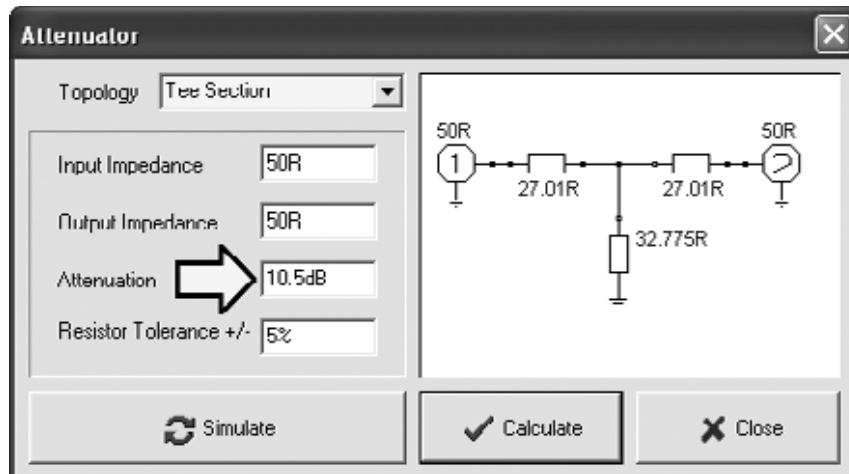 Attenuator
Topology Tee Section
Input Impedance 50R
Output Impedance 50R
Attenuation 10.5dB
Resistor Tolerance +/- 5%
50R 50R
1 2
27.01R 27.01R
32.775R
Simulate Calculate Close